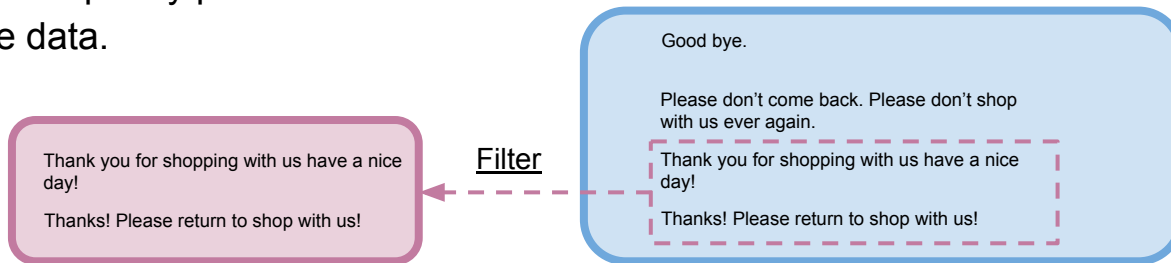 e data.
Good bye.
Please don't come back. Please don't shop
with us ever again.
Thank you for shopping with us have a nice
day!
Thanks! Please return to shop with us!
Filter
Thank you for shopping with us have a nice
day!
Thanks! Please return to shop with us!